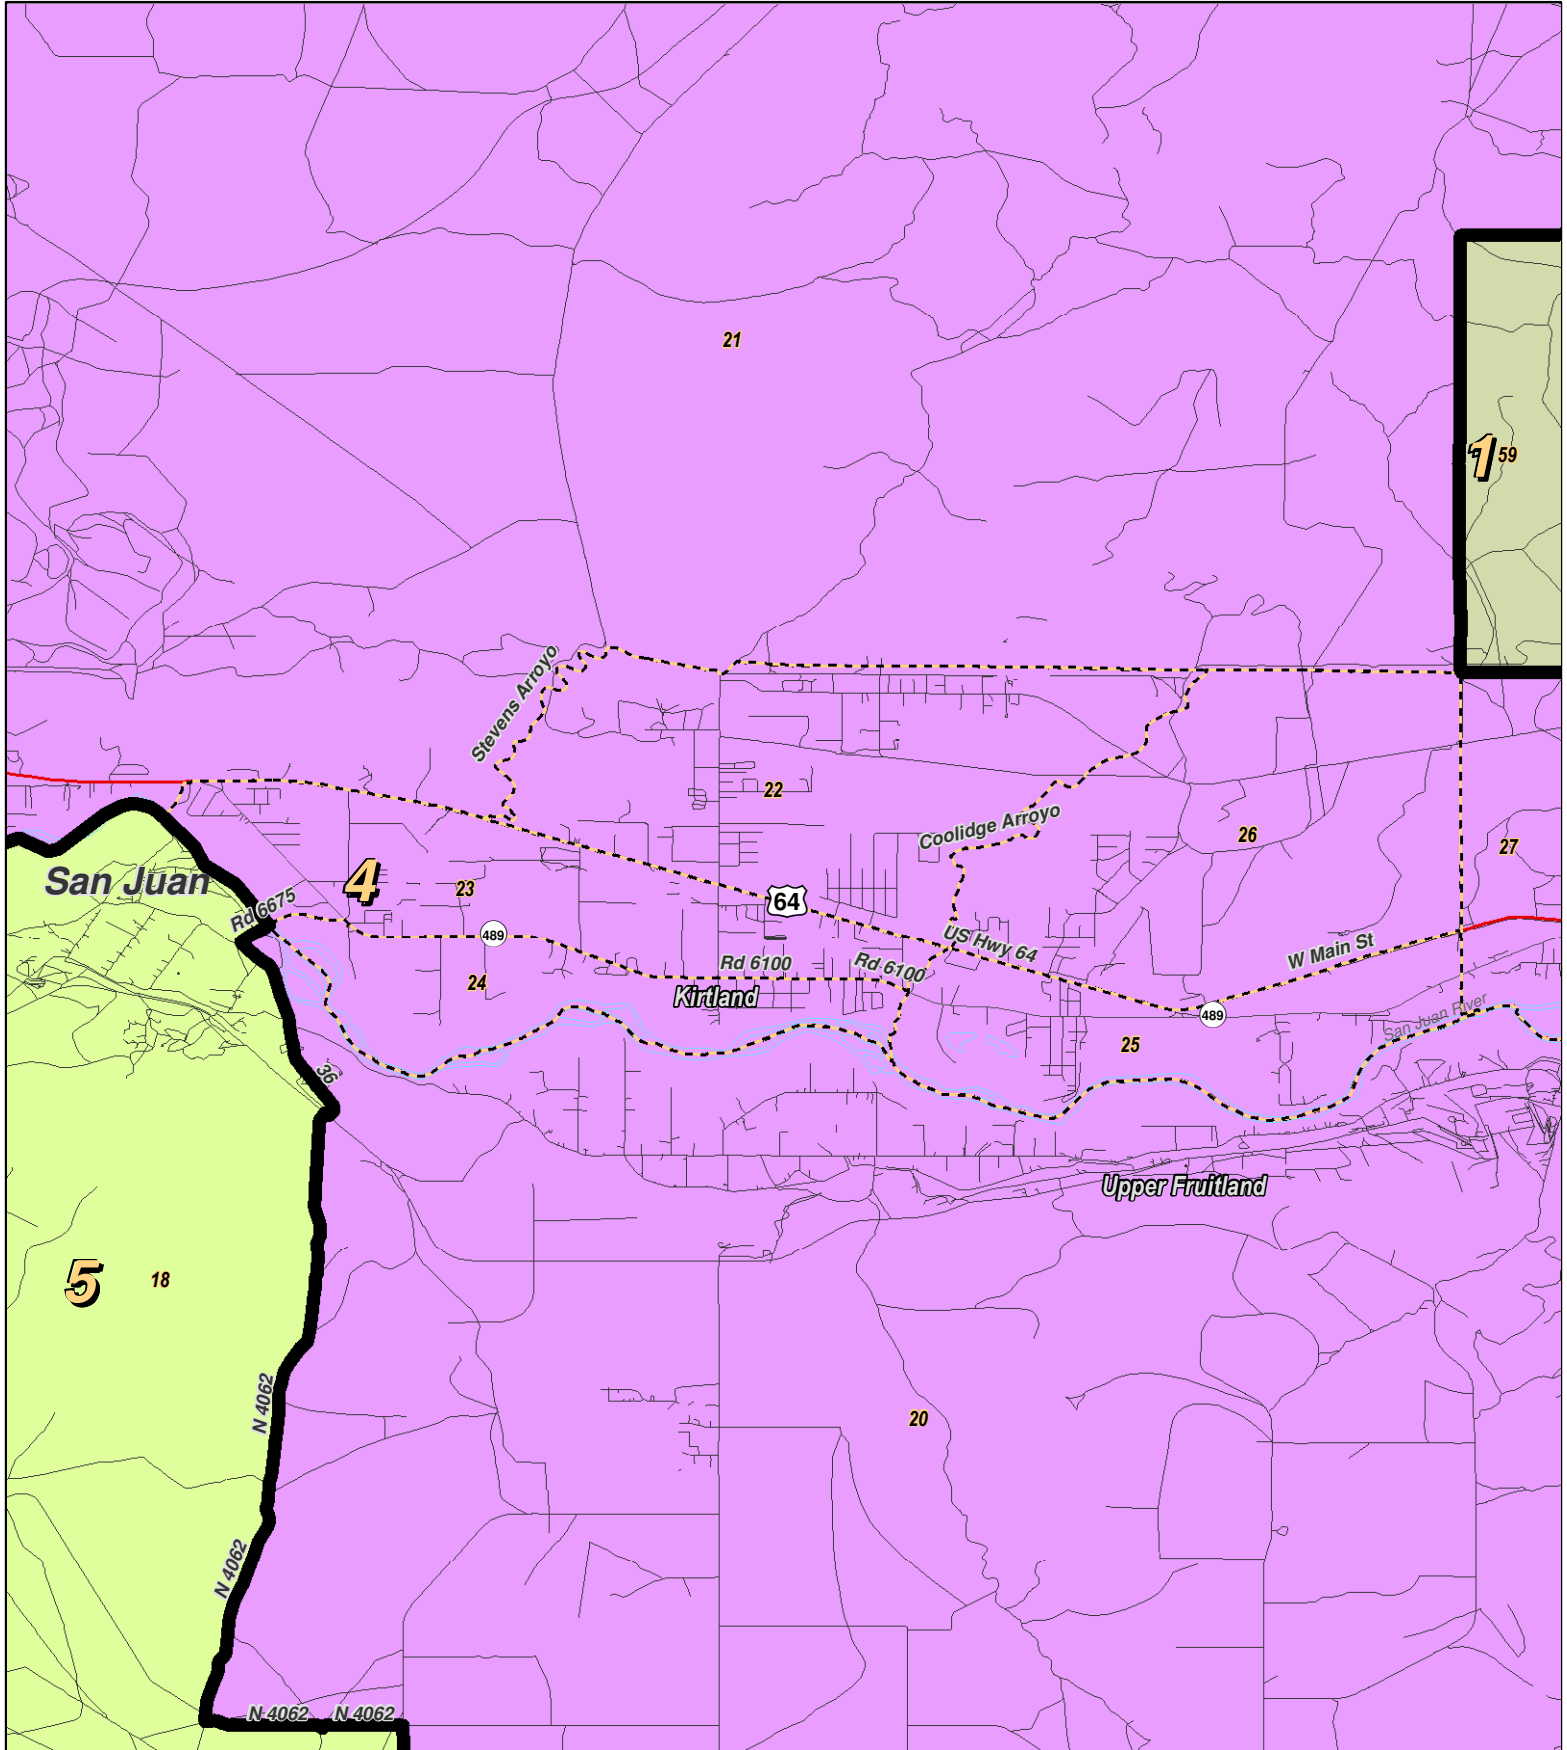 21
1
59
Stevens Arroyo
22
Coolidge Arroyo
26
27
San Juan
4
23
64
Rd 6675
489
US Hwy 64
W Main St
Rd 6100
Rd 6100
24
Kirtland
489
San Juan River
25
36
Upper Fruitland
5
18
N 4062
20
N 4062
N 4062
N 4062